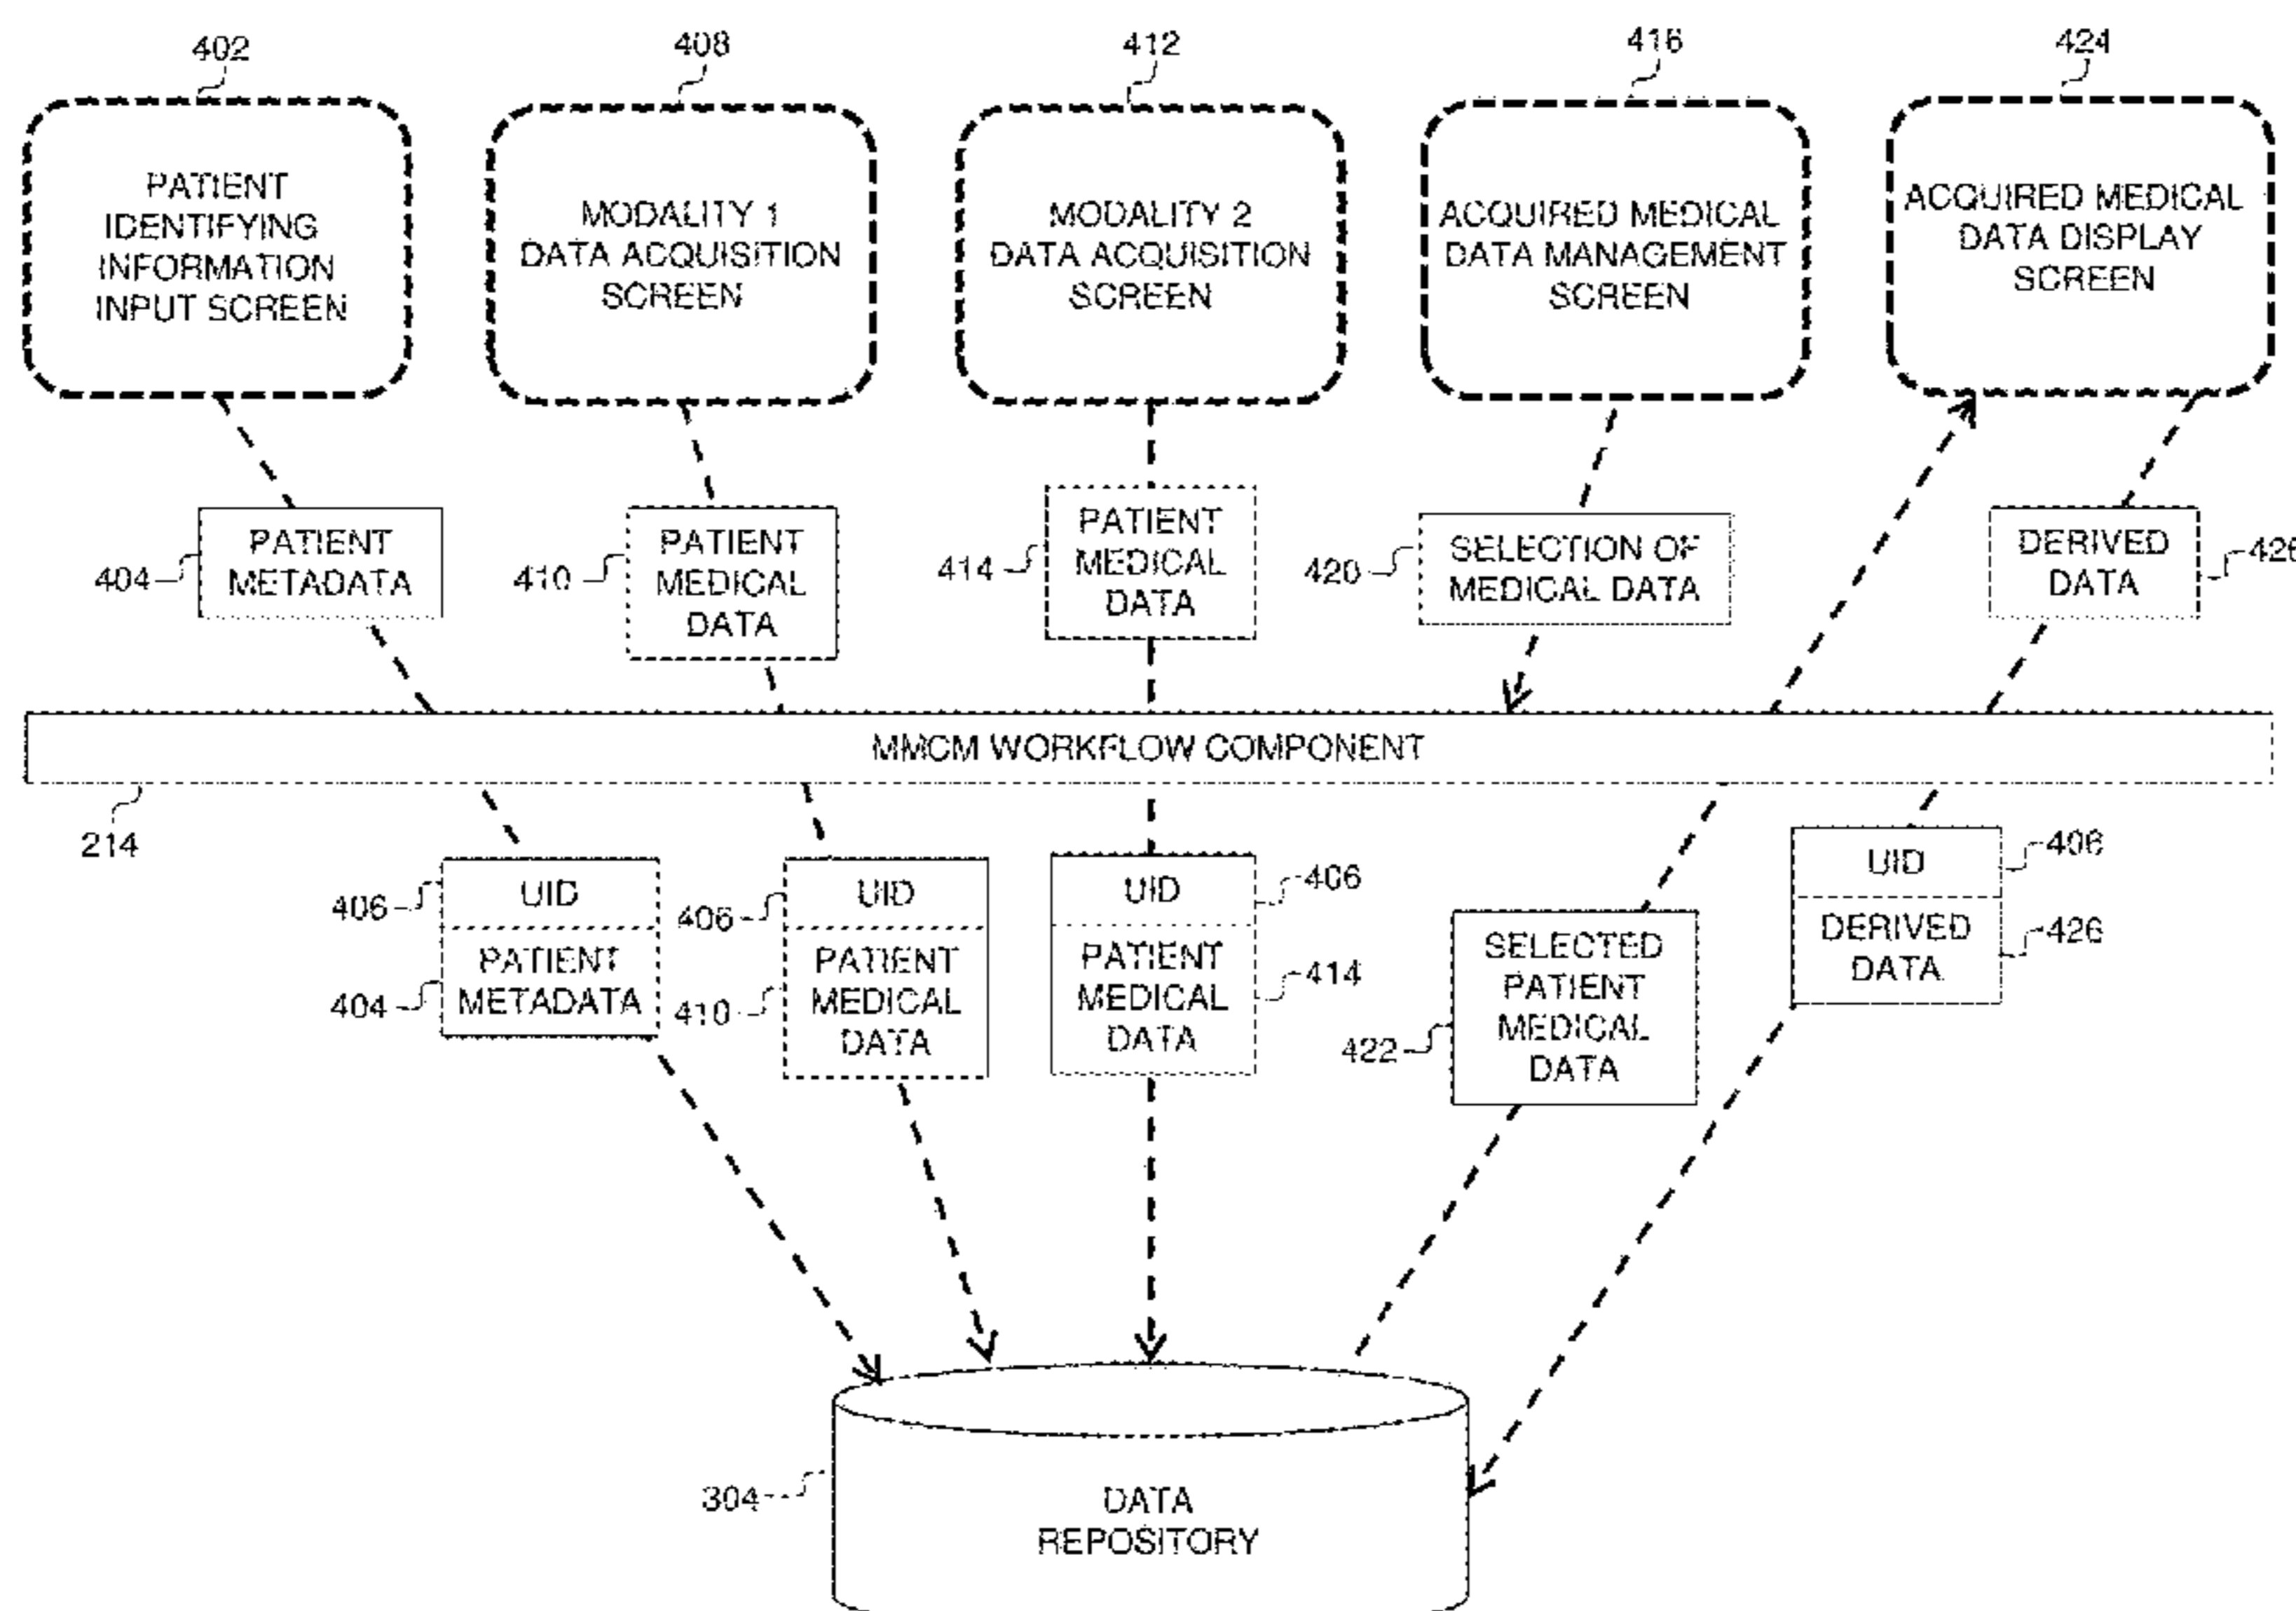 402
408
412
416
424
PATIENT
IDENTIFYING
INFORMATION
INPUT SCREEN
MODALITY 1
DATA ACQUISITION
SCREEN
MODALITY 2
DATA ACQUISITION
SCREEN
ACQUIRED MEDICAL
DATA MANAGEMENT
SCREEN
ACQUIRED MEDICAL
DATA DISPLAY
SCREEN
404
PATIENT
METADATA
410
PATIENT
MEDICAL
DATA
414
PATIENT
MEDICAL
DATA
420
SELECTION OF
MEDICAL DATA
DERIVED
DATA
426
MMCM WORKFLOW COMPONENT
214
406
UID
404
PATIENT
METADATA
406
UID
410
PATIENT
MEDICAL
DATA
UID
406
PATIENT
MEDICAL
DATA
414
422
SELECTED
PATIENT
MEDICAL
DATA
UID
406
DERIVED
DATA
426
304
DATA
REPOSITORY